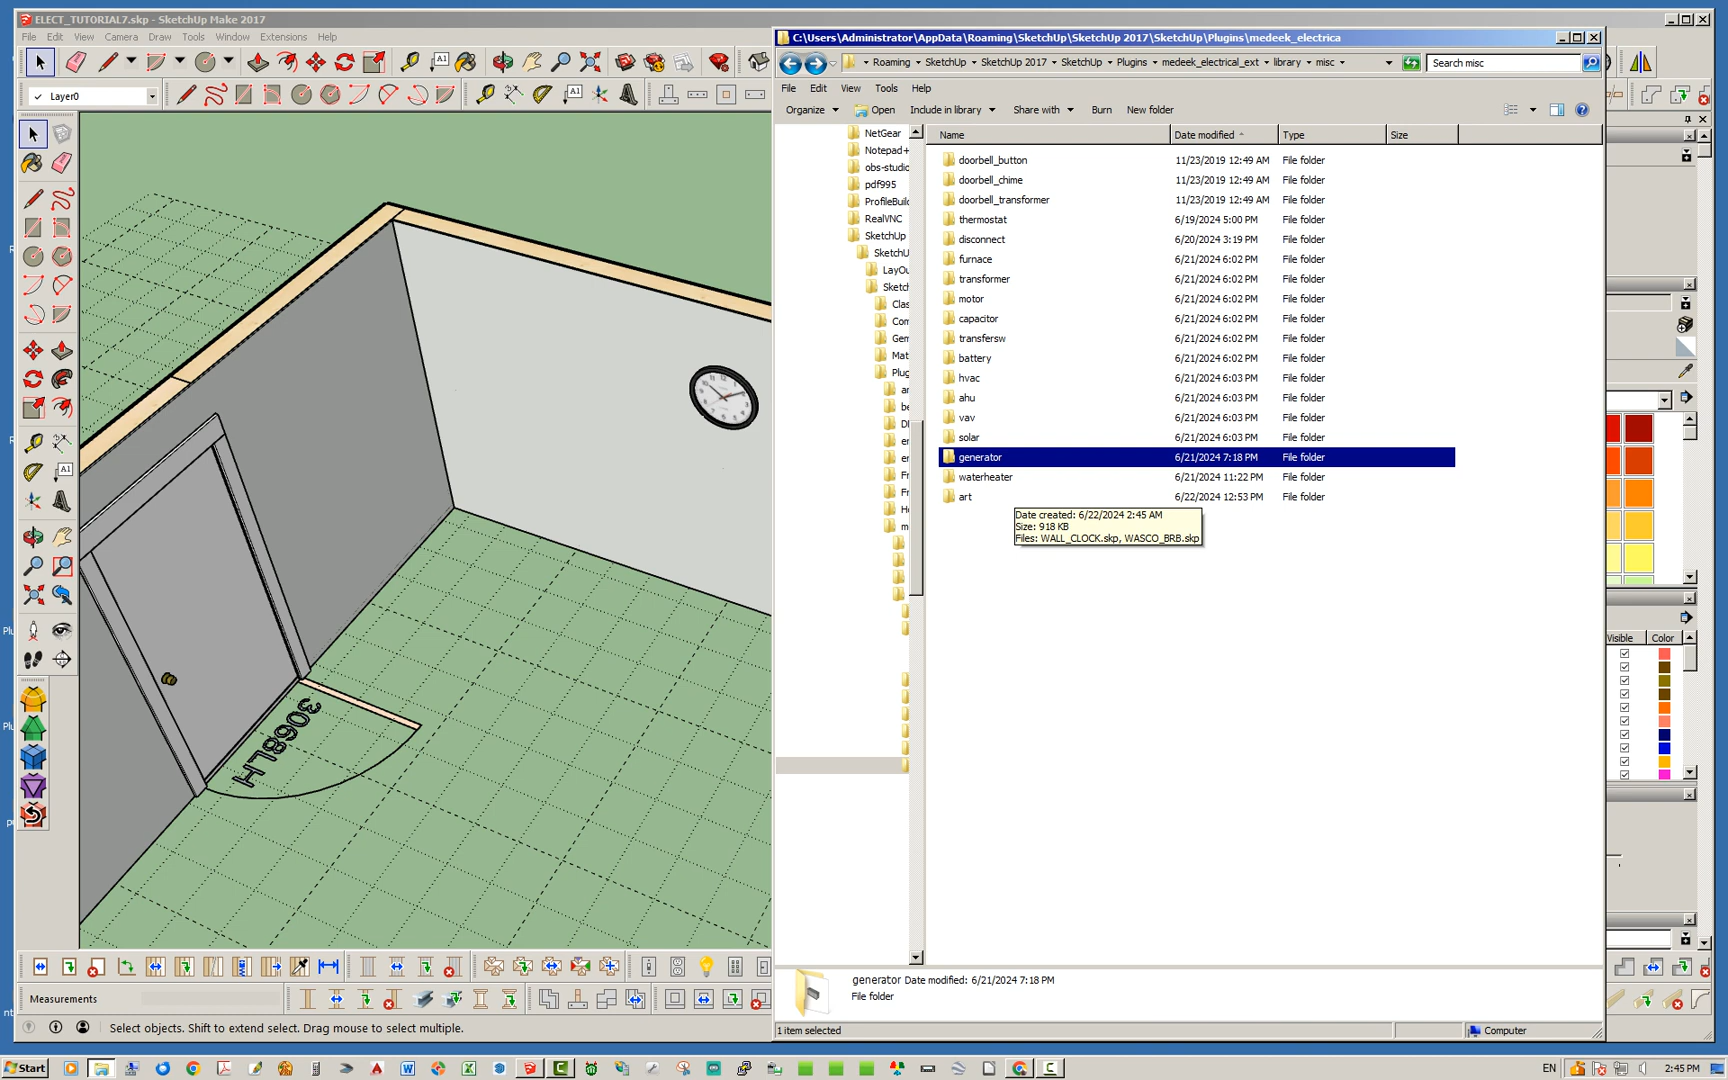 ELECT_TUTORIAL7.skp - SketchUp Make 2017
File Edit View Camera Draw Tools Window Extensions Help
Layer0
3068LH
Measurements
Select objects. Shift to extend select. Drag mouse to select multiple.
C:\Users\Administrator\AppData\Roaming\SketchUp\SketchUp 2017\SketchUp\Plugins\medeek_electrica
Roaming SketchUp SketchUp 2017 SketchUp Plugins medeek_electrical_ext library misc
Search misc
File Edit View Tools Help
Organize Open Include in library Share with Burn New folder
NetGear
Notepad+
obs-studio
pdf995
ProfileBuil
RealVNC
SketchUp
SketchU
LayOu
Sketch
Clas
Com
Gem
Mat
Plug
Name Date modified Type Size
doorbell_button 11/23/2019 12:49 AM File folder
doorbell_chime 11/23/2019 12:49 AM File folder
doorbell_transformer 11/23/2019 12:49 AM File folder
thermostat 6/19/2024 5:00 PM File folder
disconnect 6/20/2024 3:19 PM File folder
furnace 6/21/2024 6:02 PM File folder
transformer 6/21/2024 6:02 PM File folder
motor 6/21/2024 6:02 PM File folder
capacitor 6/21/2024 6:02 PM File folder
transfersw 6/21/2024 6:02 PM File folder
battery 6/21/2024 6:02 PM File folder
hvac 6/21/2024 6:03 PM File folder
ahu 6/21/2024 6:03 PM File folder
vav 6/21/2024 6:03 PM File folder
solar 6/21/2024 6:03 PM File folder
generator 6/21/2024 7:18 PM File folder
waterheater 6/21/2024 11:22 PM File folder
art 6/22/2024 12:53 PM File folder
Date created: 6/22/2024 2:45 AM
Size: 918 KB
Files: WALL_CLOCK.skp, WASCO_BRB.skp
generator Date modified: 6/21/2024 7:18 PM
File folder
1 item selected
Computer
Visible Color
Start
EN
2:45 PM